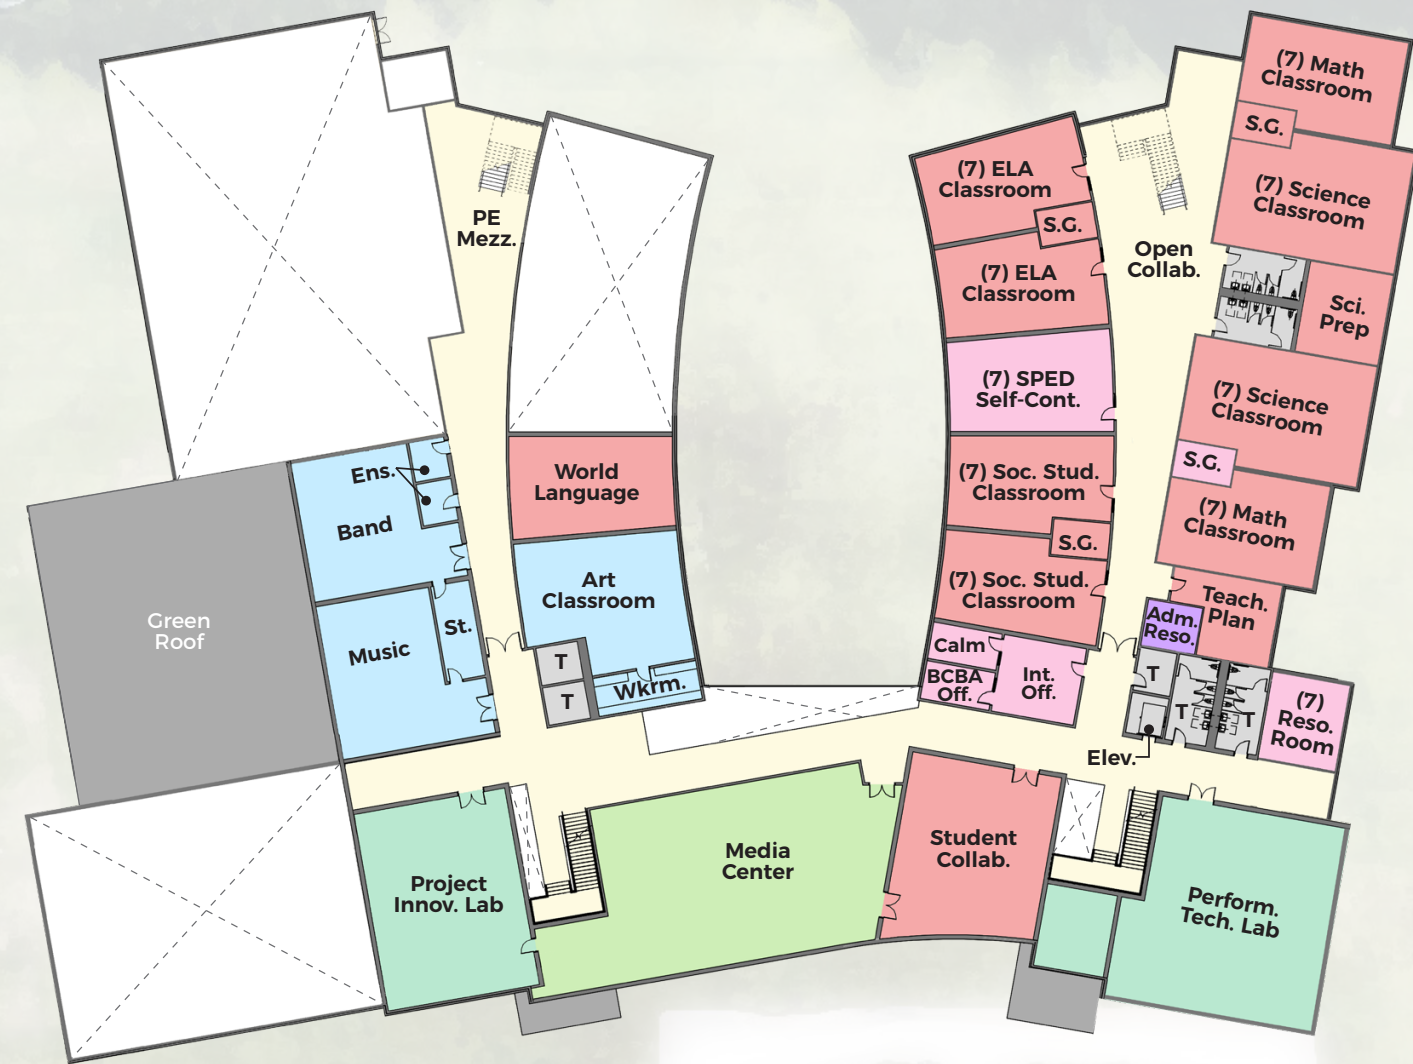 (7) Math
Classroom
S.G.
(7) Science
Classroom
(7) ELA
Classroom
S.G.
PE
Mezz.
Open
Collab.
(7) ELA
Classroom
Sci.
Prep
(7) SPED
Self-Cont.
(7) Science
Classroom
Ens.
World
Language
(7) Soc. Stud.
Classroom
S.G.
Band
(7) Math
Classroom
S.G.
Art
Classroom
(7) Soc. Stud.
Classroom
Teach.
Plan
Adm.
Reso.
Green
Roof
St.
Music
T
T
Wkrm.
Calm
BCBA
Off.
Int.
Off.
T
T
T
(7)
Reso.
Room
Elev.
Project
Innov. Lab
Media
Center
Student
Collab.
Perform.
Tech. Lab